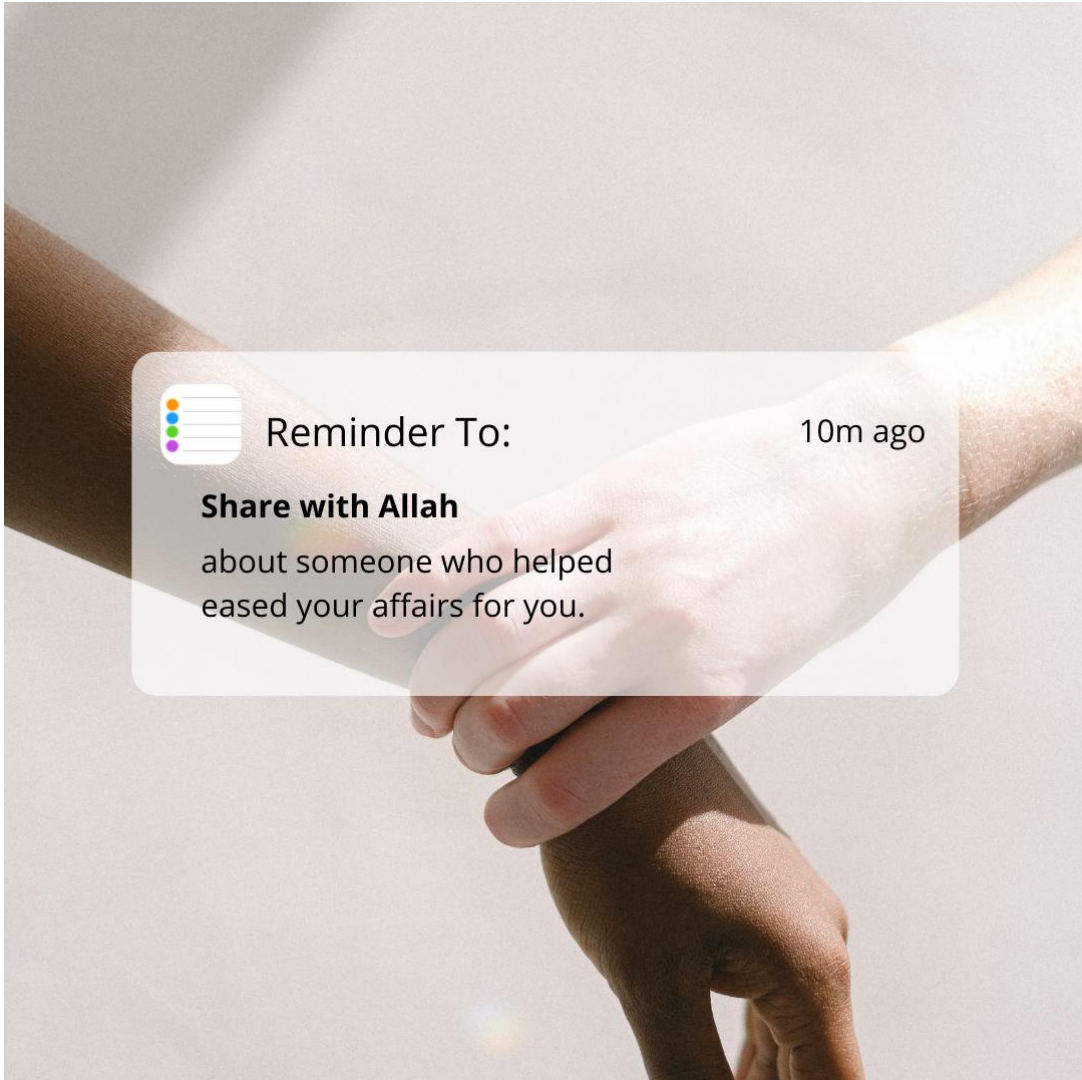 Reminder To:
10m ago
Share with Allah
about someone who helped
eased your affairs for you.